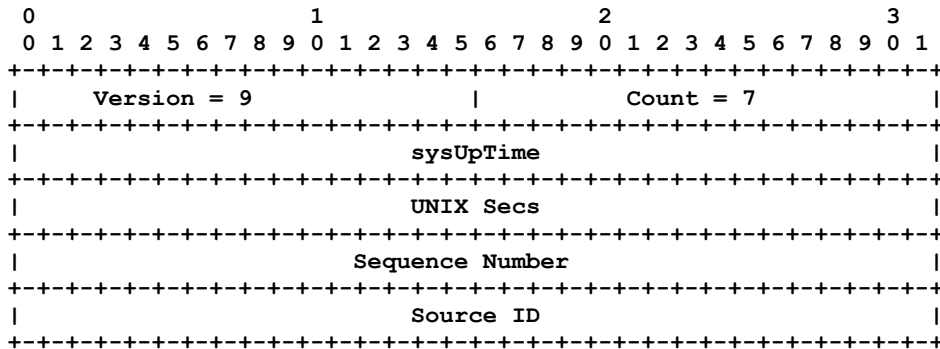 0                   1                   2                   3
 0 1 2 3 4 5 6 7 8 9 0 1 2 3 4 5 6 7 8 9 0 1 2 3 4 5 6 7 8 9 0 1
+-+-+-+-+-+-+-+-+-+-+-+-+-+-+-+-+-+-+-+-+-+-+-+-+-+-+-+-+-+-+-+-+
|     Version = 9               |          Count = 7            |
+-+-+-+-+-+-+-+-+-+-+-+-+-+-+-+-+-+-+-+-+-+-+-+-+-+-+-+-+-+-+-+-+
|                           sysUpTime                           |
+-+-+-+-+-+-+-+-+-+-+-+-+-+-+-+-+-+-+-+-+-+-+-+-+-+-+-+-+-+-+-+-+
|                           UNIX Secs                           |
+-+-+-+-+-+-+-+-+-+-+-+-+-+-+-+-+-+-+-+-+-+-+-+-+-+-+-+-+-+-+-+-+
|                       Sequence Number                         |
+-+-+-+-+-+-+-+-+-+-+-+-+-+-+-+-+-+-+-+-+-+-+-+-+-+-+-+-+-+-+-+-+
|                           Source ID                           |
+-+-+-+-+-+-+-+-+-+-+-+-+-+-+-+-+-+-+-+-+-+-+-+-+-+-+-+-+-+-+-+-+